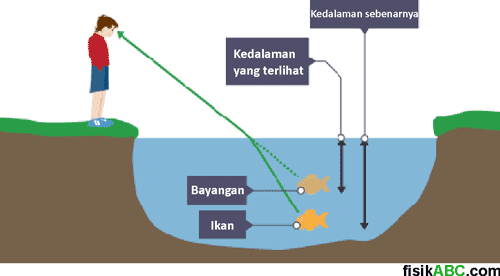 Kedalaman sebenarnya
Kedalaman
yang terlihat
Bayangan
Ikan
fisikABC.com